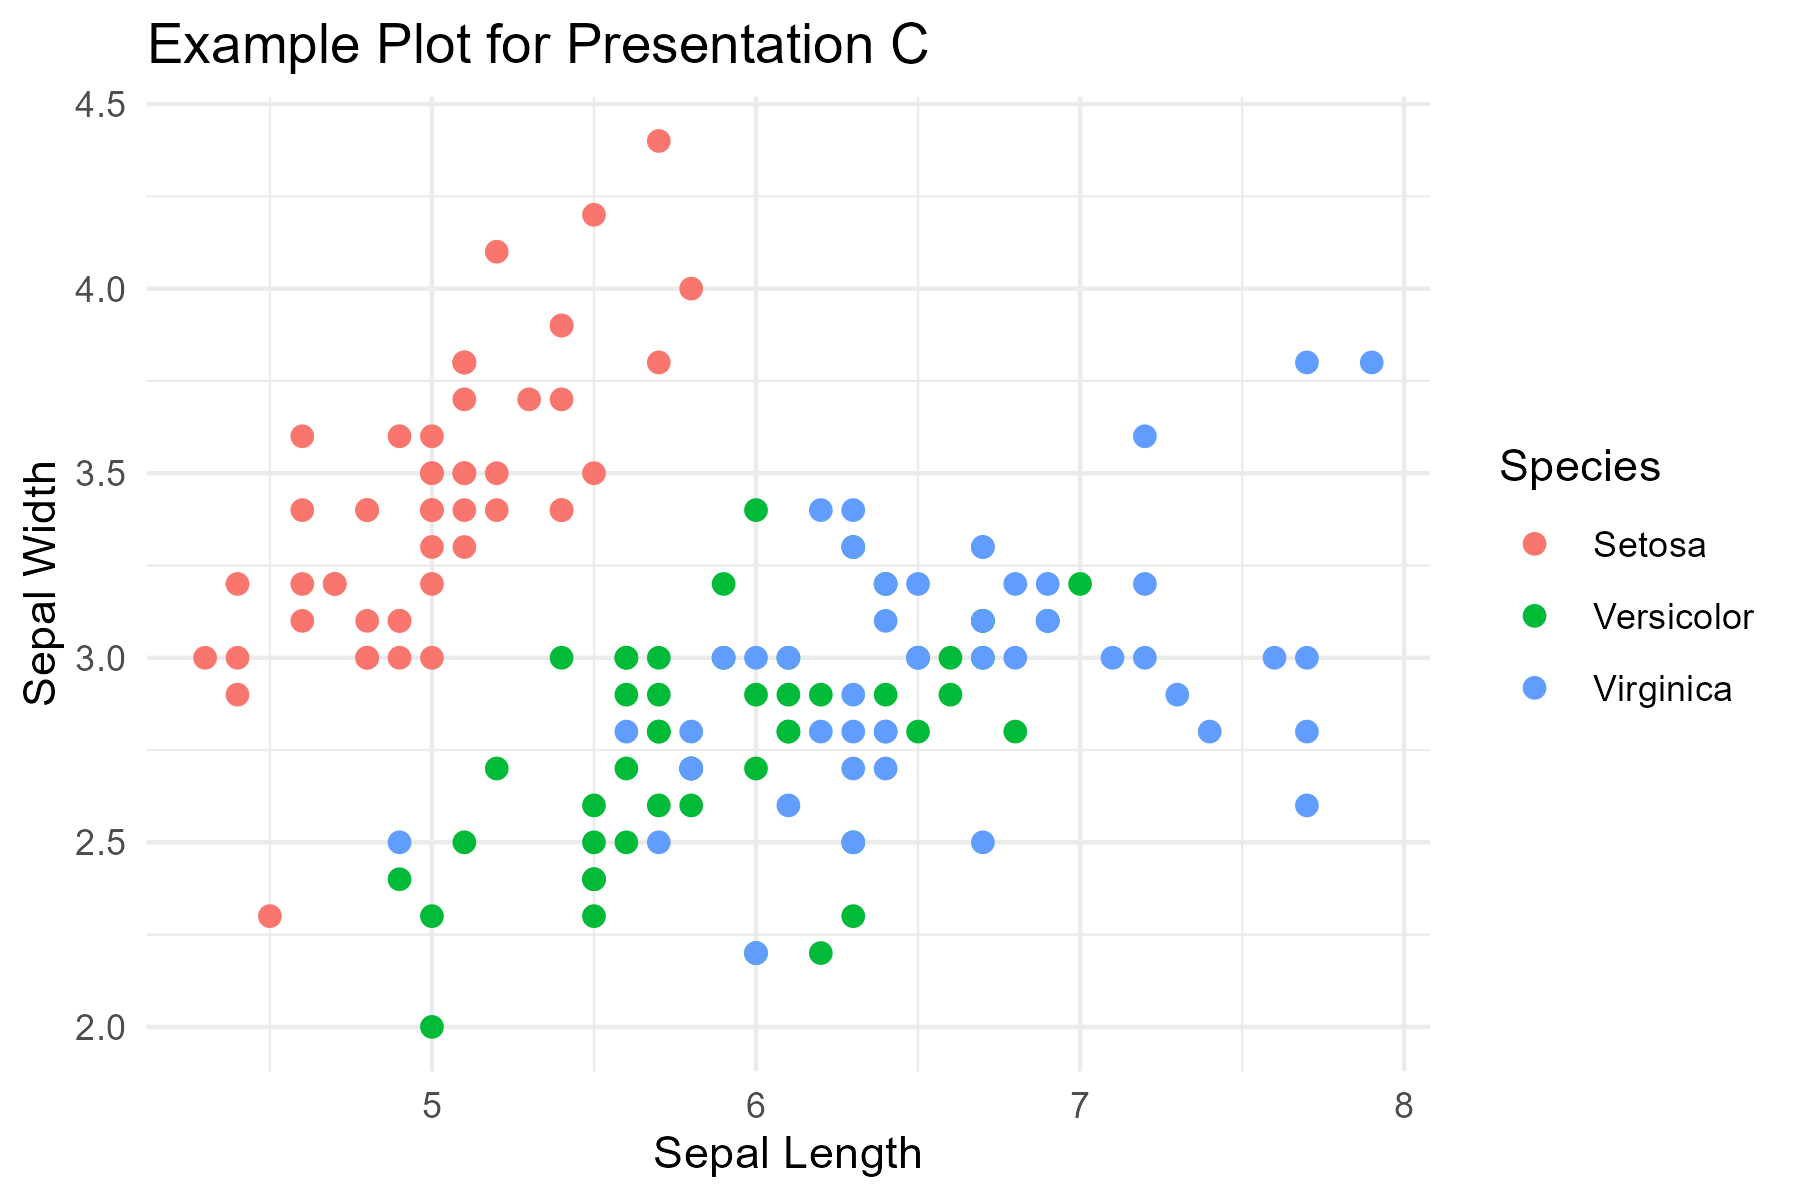 Example Plot for Presentation C
4.5
4.0
3.5
3.0
2.5
2.0
Sepal Width
5 6 7 8
Sepal Length
Species
Setosa
Versicolor
Virginica